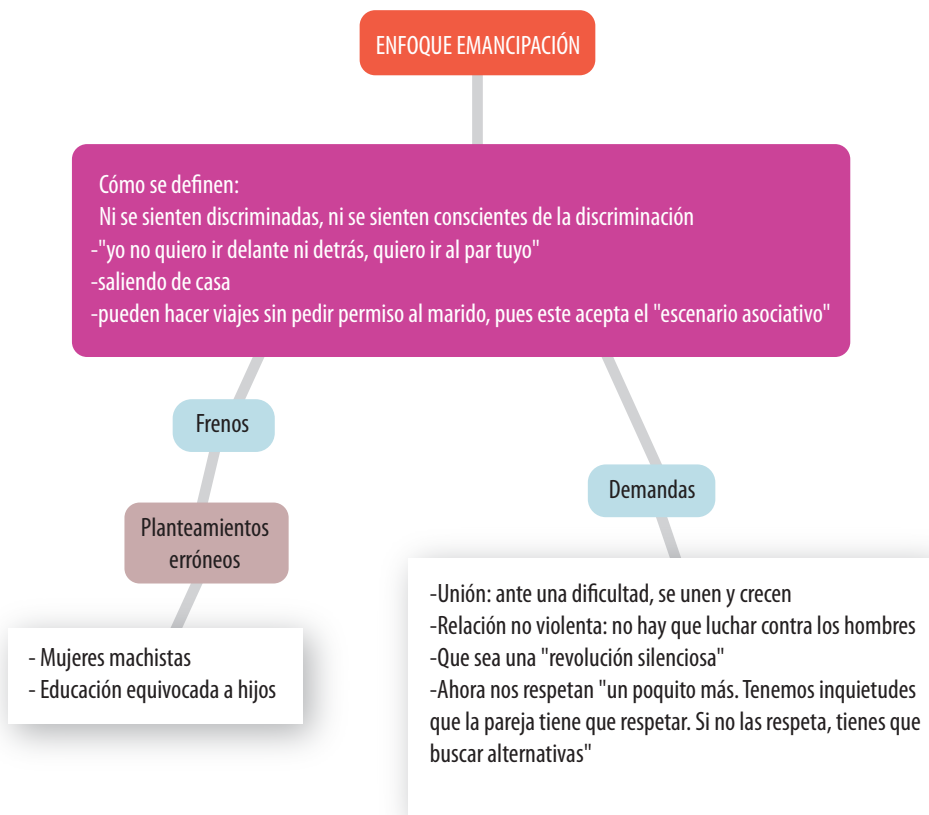 ENFOQUE EMANCIPACIÓN
Cómo se definen:
Ni se sienten discriminadas, ni se sienten conscientes de la discriminación
-"yo no quiero ir delante ni detrás, quiero ir al par tuyo"
-saliendo de casa
-pueden hacer viajes sin pedir permiso al marido, pues este acepta el "escenario asociativo"
Frenos
Planteamientos
erróneos
- Mujeres machistas
- Educación equivocada a hijos
Demandas
-Unión: ante una dificultad, se unen y crecen
-Relación no violenta: no hay que luchar contra los hombres
-Que sea una "revolución silenciosa"
-Ahora nos respetan "un poquito más. Tenemos inquietudes
que la pareja tiene que respetar. Si no las respeta, tienes que
buscar alternativas"